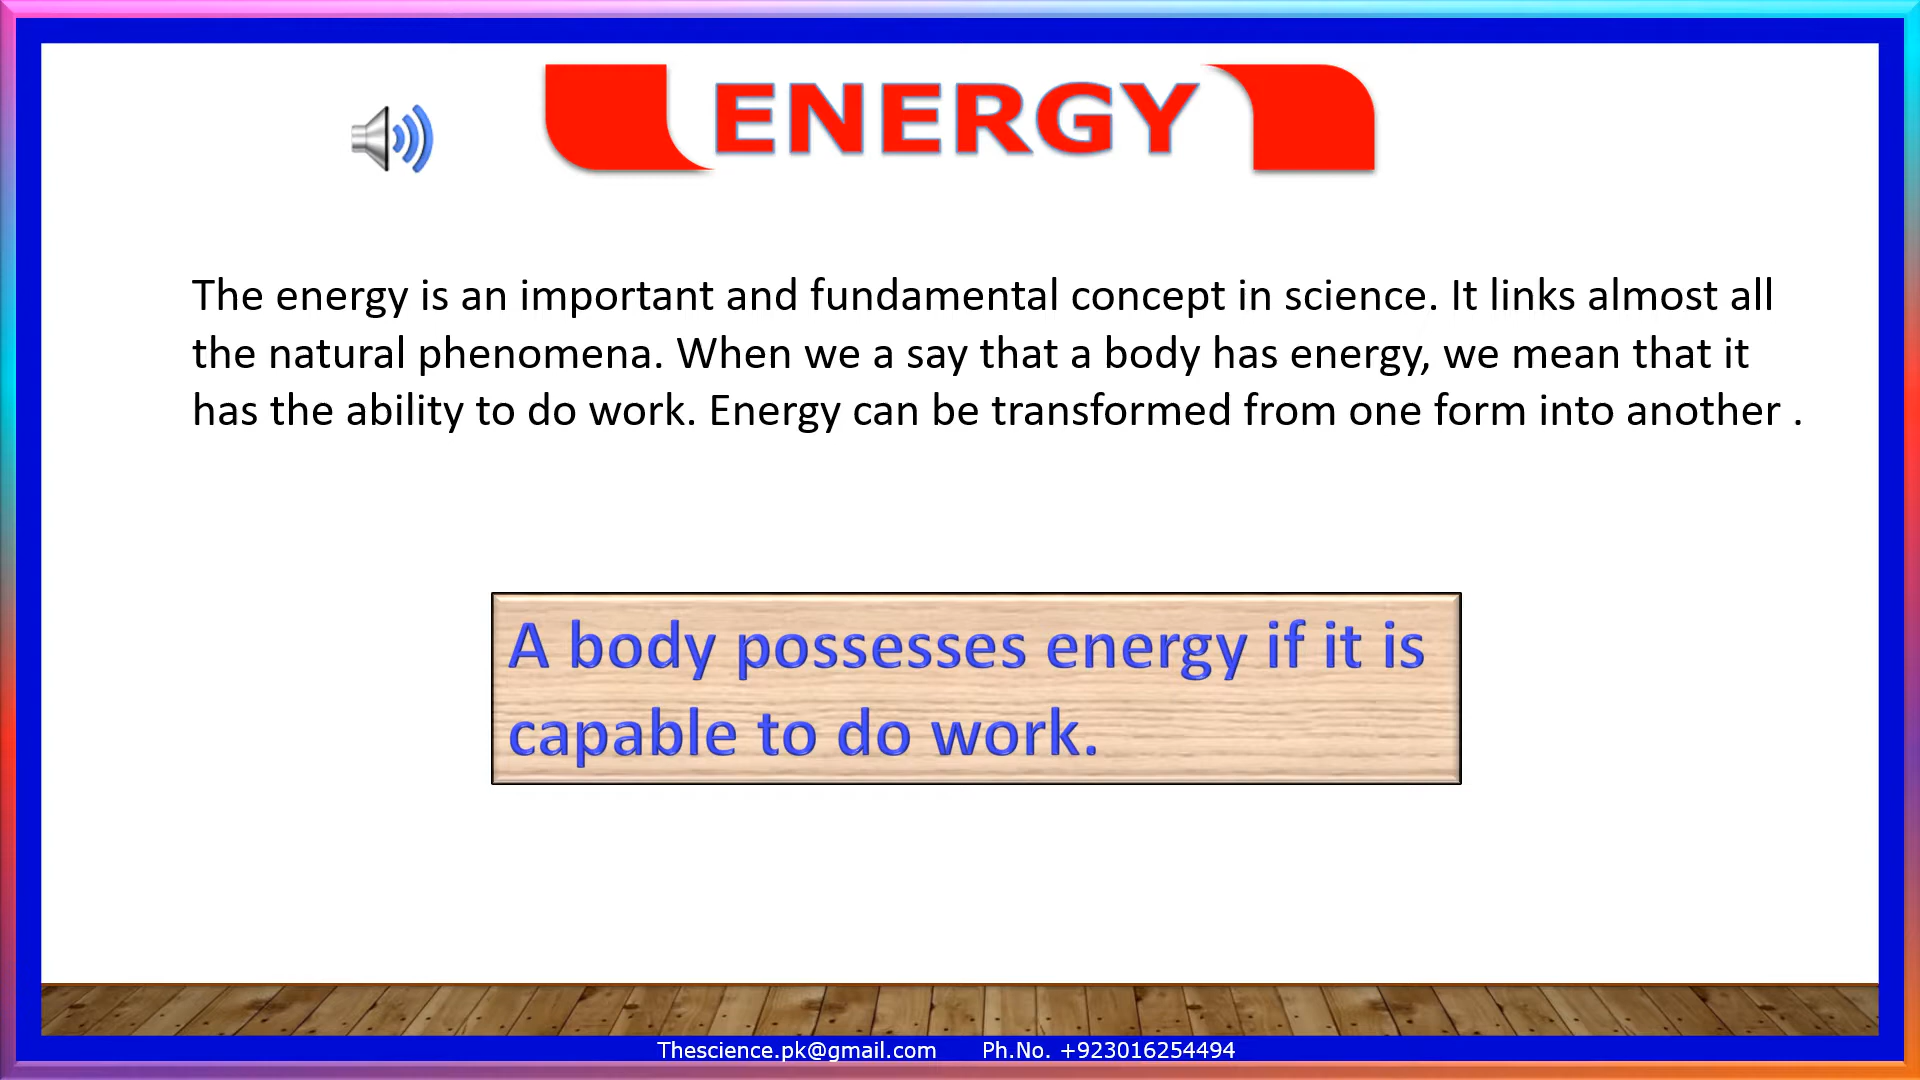 ENERGY
The energy is an important and fundamental concept in science. It links almost all
the natural phenomena. When we a say that a body has energy, we mean that it
has the ability to do work. Energy can be transformed from one form into another .
A body possesses energy if it is
capable to do work.
Thescience.pk@gmail.com Ph.No. +923016254494